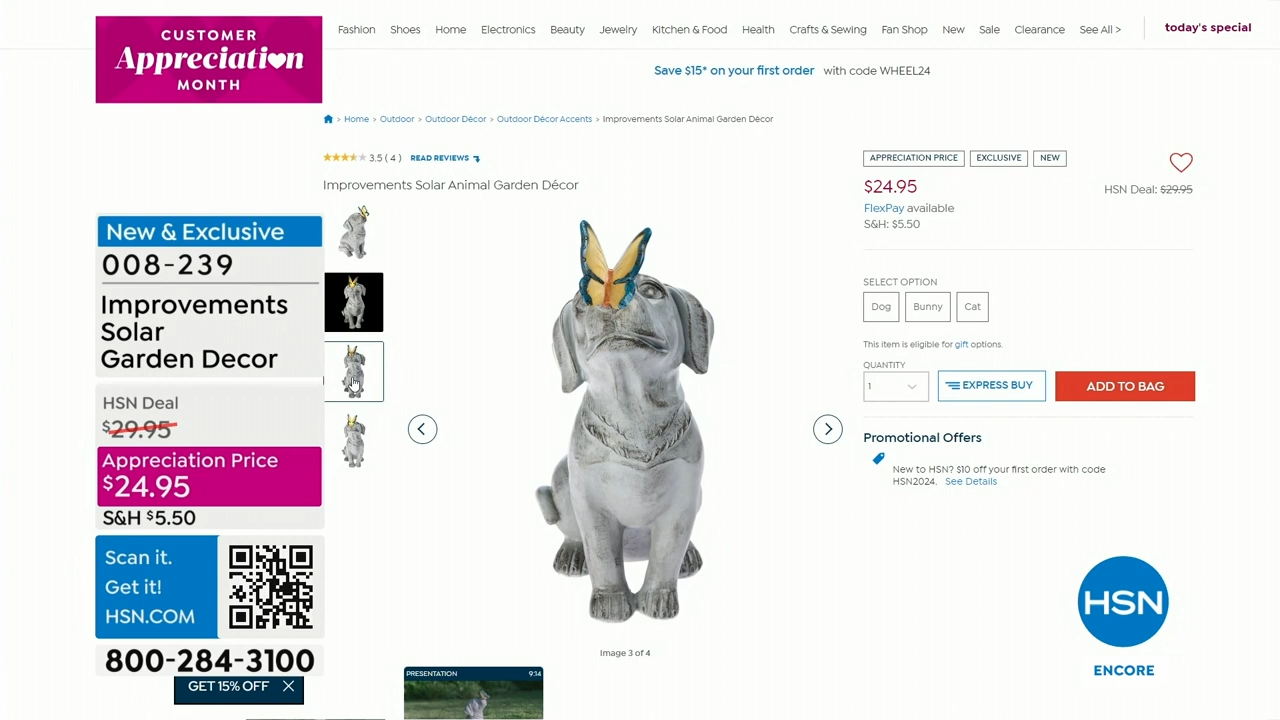 CUSTOMER
Appreciation
MONTH
Fashion Shoes Home Electronics Beauty Jewelry Kitchen & Food Health Crafts & Sewing Fan Shop New Sale Clearance See All > today's special
Save $15* on your first order with code WHEEL24
> Home > Outdoor > Outdoor Décor > Outdoor Décor Accents > Improvements Solar Animal Garden Décor
3.5 ( 4 ) READ REVIEWS
Improvements Solar Animal Garden Décor
APPRECIATION PRICE EXCLUSIVE NEW
$24.95
HSN Deal: $29.95
FlexPay available
S&H: $5.50
SELECT OPTION
Dog Bunny Cat
This item is eligible for gift options.
QUANTITY
1
EXPRESS BUY
ADD TO BAG
Promotional Offers
New to HSN? $10 off your first order with code
HSN2024. See Details
New & Exclusive
008-239
Improvements
Solar
Garden Decor
HSN Deal
$29.95
Appreciation Price
$24.95
S&H $5.50
Scan it.
Get it!
HSN.COM
800-284-3100
GET 15% OFF
Image 3 of 4
PRESENTATION 9:14
HSN
ENCORE